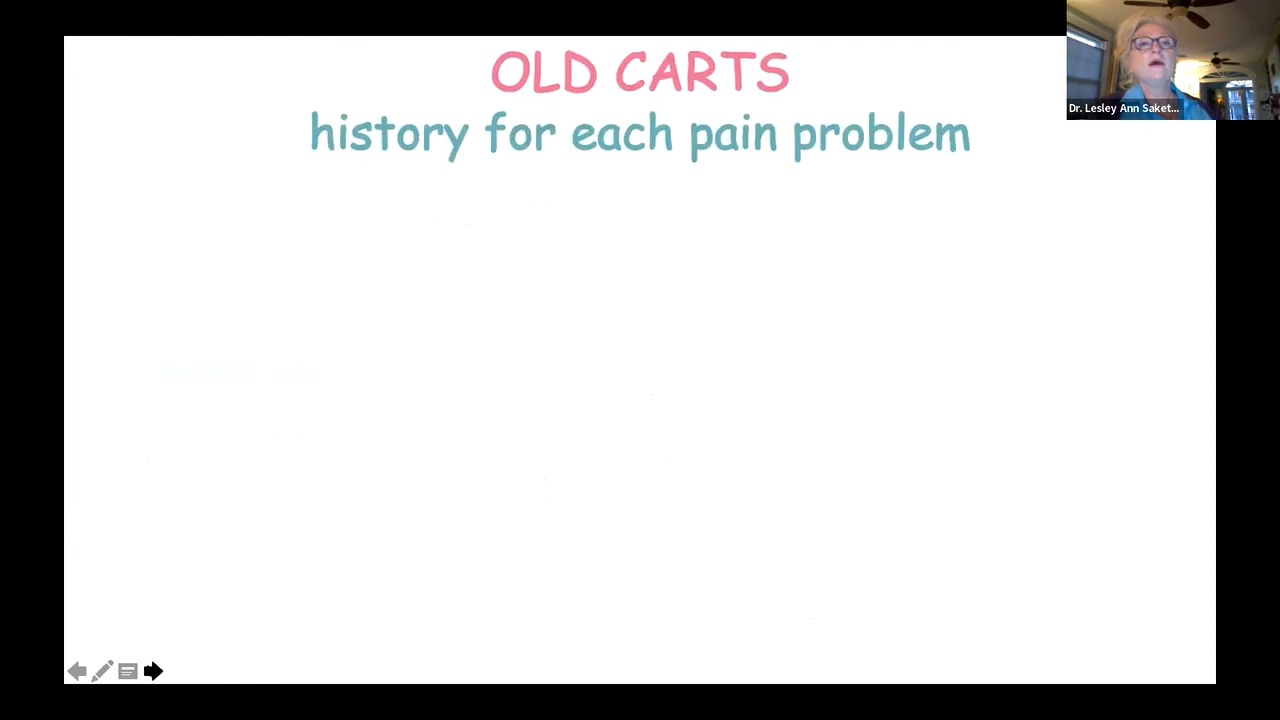 OLD CARTS
history for each pain problem
Dr. Lesley Ann Saket...